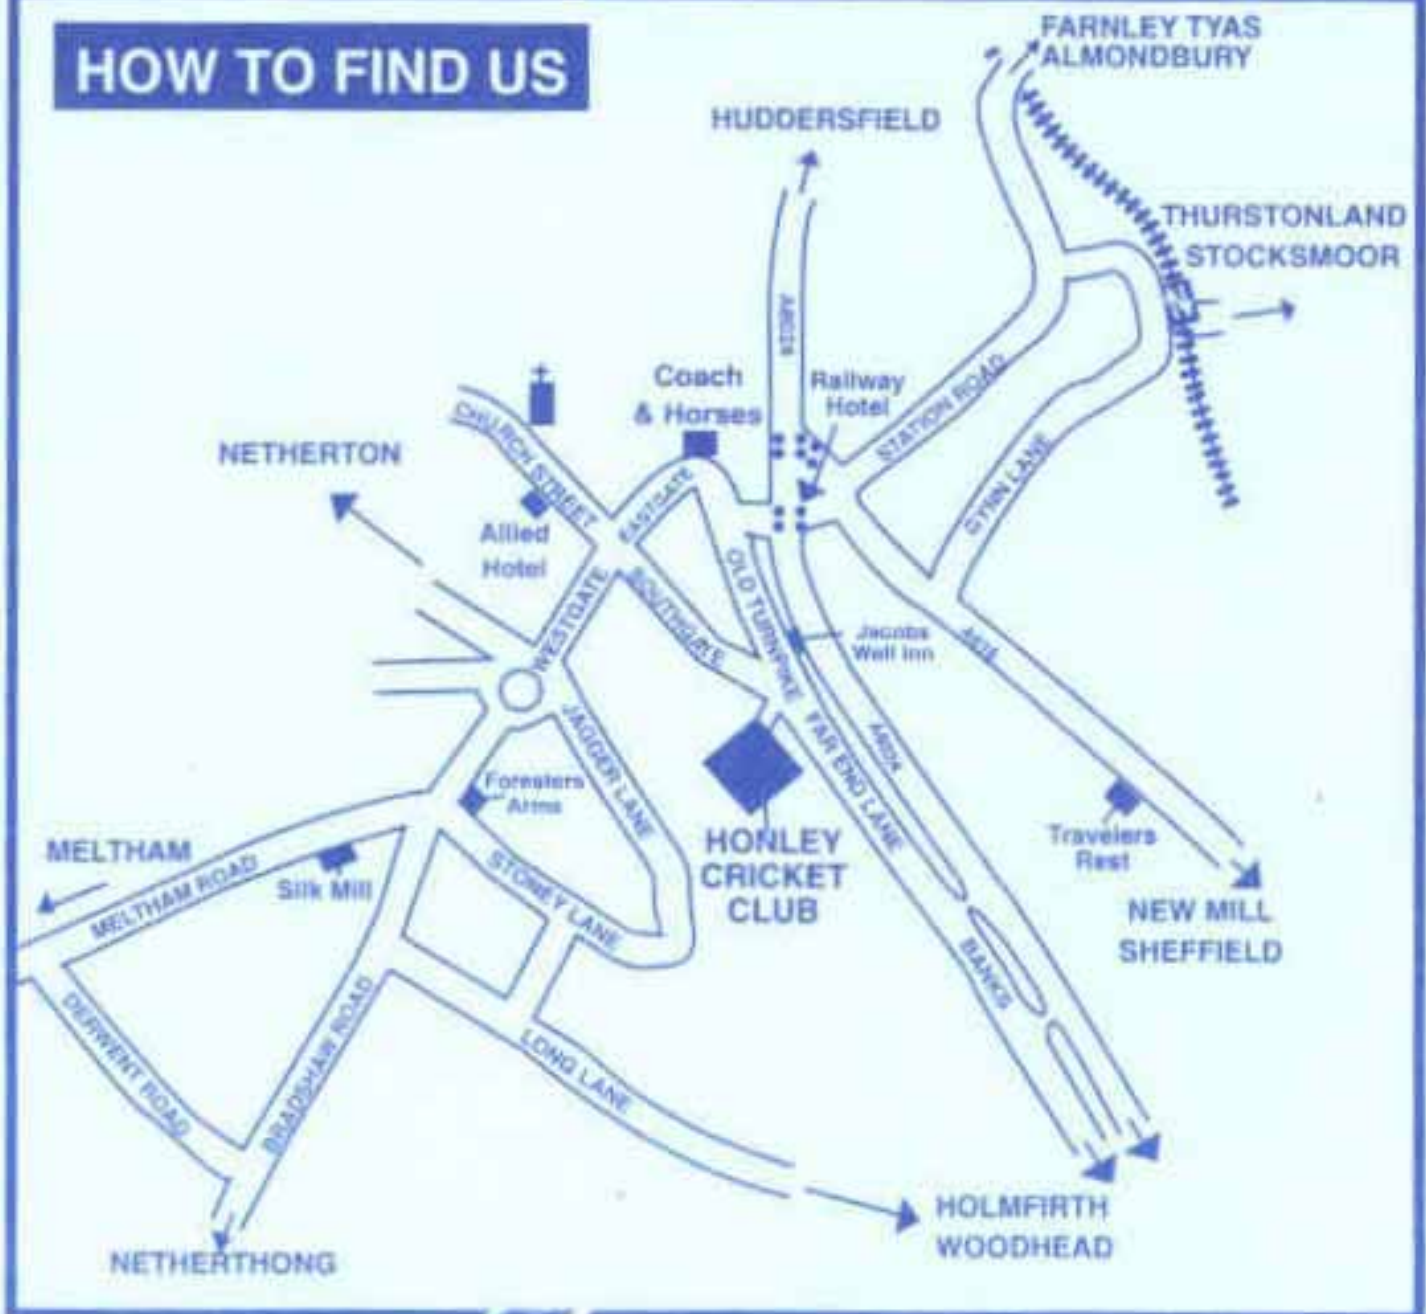 HOW TO FIND US
FARNLEY TYAS
ALMONDBURY
HUDDERSFIELD
THURSTONLAND
STOCKSMOOR
A6024
Coach
& Horses
Railway
Hotel
STATION ROAD
CHURCH STREET
NETHERTON
EASTGATE
GYNN LANE
Allied
Hotel
WESTGATE
SOUTHGATE
OLD TURNPIKE
Jacobs
Well Inn
JAGGER LANE
FAR END LANE
A6024
Foresters
Arms
HONLEY
CRICKET
CLUB
Travelers
Rest
MELTHAM
MELTHAM ROAD
Silk Mill
STONEY LANE
NEW MILL
SHEFFIELD
BANKS
DERWENT ROAD
BRADSHAW ROAD
LONG LANE
HOLMFIRTH
WOODHEAD
NETHERTHONG